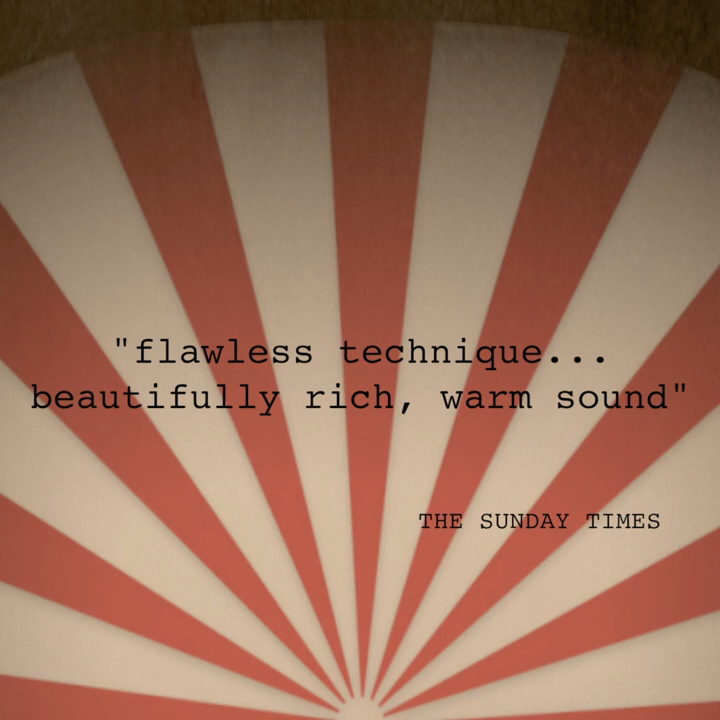 "flawless technique...
beautifully rich, warm sound"
THE SUNDAY TIMES